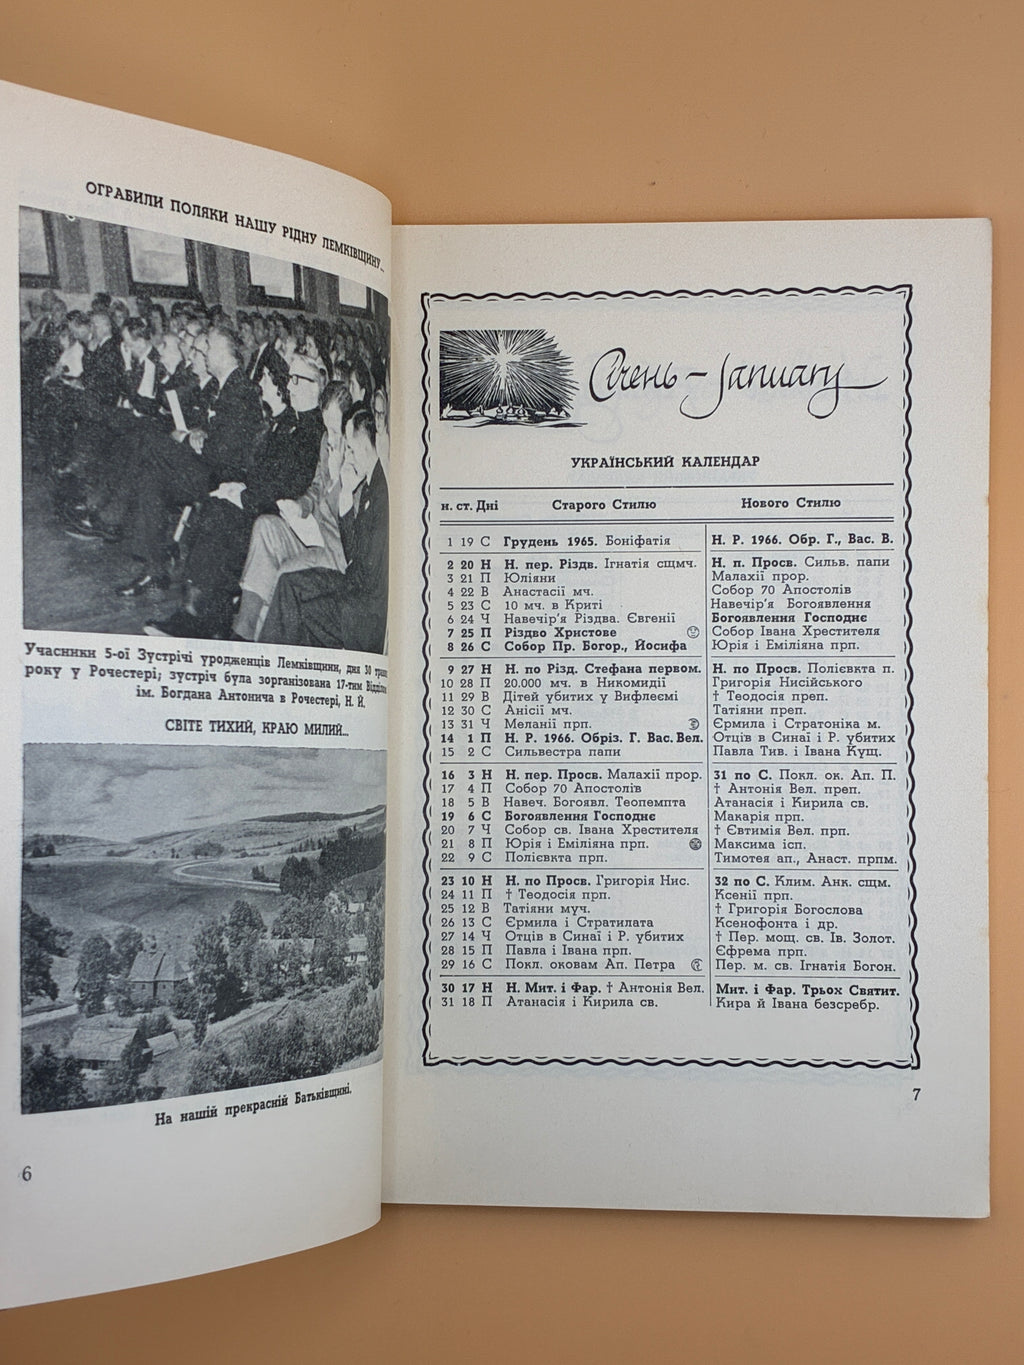 ОГРАБИЛИ ПОЛЯКИ НАШУ РІДНУ ЛЕМКІВЩИНУ...
Учасники 5-ої Зустрічі уродженців Лемківщини, дня 30
року у Рочестері; зустріч була зорганізована 17-тим
ім. Богдана Антонича в Рочестері, Н. Й.
СВІТЕ ТИХИЙ, КРАЮ МИЛИЙ...
На нашій прекрасній Батьківщині.
6
Січень – January
УКРАЇНСЬКИЙ КАЛЕНДАР
н. ст. Дні Старого Стилю Нового Стилю
1 19 С Грудень 1965. Боніфатія Н. Р. 1966. Обр. Г., Вас. В.
2 20 Н Н. пер. Різдв. Ігнатія сщмч. Н. п. Просв. Сильв. папи
3 21 П Юліяни Малахії прор.
4 22 В Анастасії мч. Собор 70 Апостолів
5 23 С 10 мч. в Криті Навечір'я Богоявлення
6 24 Ч Навечір'я Різдва. Євгенії Богоявлення Господнє
7 25 П Різдво Христове Собор Івана Хрестителя
8 26 С Собор Пр. Богор., Йосифа Юрія і Еміліяна прп.
9 27 Н Н. по Різд. Стефана первом. Н. по Просв. Полієвкта п.
10 28 П 20.000 мч. в Никомидії Григорія Нисійського
11 29 В Дітей убитих у Вифлеємі † Теодосія преп.
12 30 С Анісії мч. Татіяни преп.
13 31 Ч Меланії прп. Єрмила і Стратоніка м.
14 1 П Н. Р. 1966. Обріз. Г. Вас. Вел. Отців в Синаї і Р. убитих
15 2 С Сильвестра папи Павла Тив. і Івана Кущ.
16 3 Н Н. пер. Просв. Малахії прор. 31 по С. Покл. ок. Ап. П.
17 4 П Собор 70 Апостолів † Антонія Вел. преп.
18 5 В Навеч. Богоявл. Теопемпта Атанасія і Кирила св.
19 6 С Богоявлення Господнє Макарія прп.
20 7 Ч Собор св. Івана Хрестителя † Євтимія Вел. прп.
21 8 П Юрія і Еміліяна прп. Максима ісп.
22 9 С Полієвкта прп. Тимотея ап., Анаст. прпм.
23 10 Н Н. по Просв. Григорія Нис. 32 по С. Клим. Анк. сщм.
24 11 П † Теодосія прп. Ксенії прп.
25 12 В Татіяни муч. † Григорія Богослова
26 13 С Єрмила і Стратилата Ксенофонта і др.
27 14 Ч Отців в Синаї і Р. убитих † Пер. мощ. св. Ів. Золот.
28 15 П Павла і Івана прп. Єфрема прп.
29 16 С Покл. оковам Ап. Петра Пер. м. св. Ігнатія Богон.
30 17 Н Н. Мит. і Фар. † Антонія Вел. Мит. і Фар. Трьох Святит.
31 18 П Атанасія і Кирила св. Кира й Івана безсребр.
7